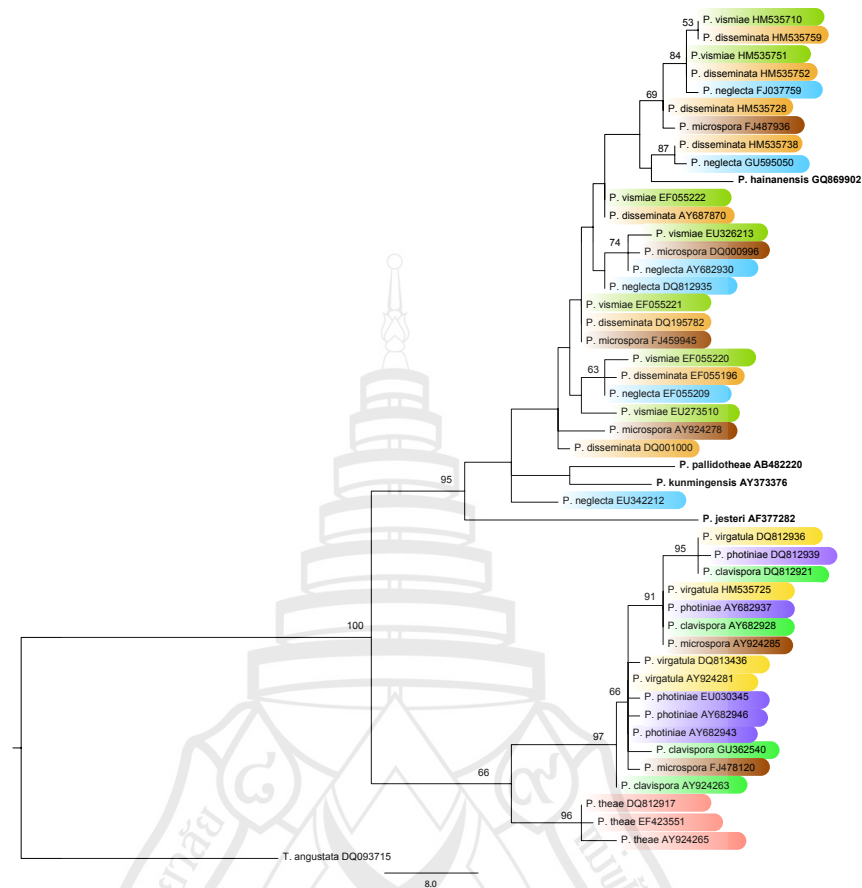 P. vismiae HM535710
53
P. disseminata HM535759
P.vismiae HM535751
84
P. disseminata HM535752
P. neglecta FJ037759
69
P. disseminata HM535728
P. microspora FJ487936
P. disseminata HM535738
87
P. neglecta GU595050
P. hainanensis GQ869902
P. vismiae EF055222
P. disseminata AY687870
P. vismiae EU326213
74
P. microspora DQ000996
P. neglecta AY682930
P. neglecta DQ812935
P. vismiae EF055221
P. disseminata DQ195782
P. microspora FJ459945
P. vismiae EF055220
63
P. disseminata EF055196
P. neglecta EF055209
P. vismiae EU273510
P. microspora AY924278
P. disseminata DQ001000
P. pallidotheae AB482220
95
P. kunmingensis AY373376
P. neglecta EU342212
P. jesteri AF377282
P. virgatula DQ812936
95
P. photiniae DQ812939
P. clavispora DQ812921
P. virgatula HM535725
91
P. photiniae AY682937
P. clavispora AY682928
100
P. microspora AY924285
P. virgatula DQ813436
P. virgatula AY924281
66
P. photiniae EU030345
P. photiniae AY682946
P. photiniae AY682943
97
P. clavispora GU362540
P. microspora FJ478120
66
P. clavispora AY924263
P. theae DQ812917
96
P. theae EF423551
P. theae AY924265
T. angustata DQ093715
8.0